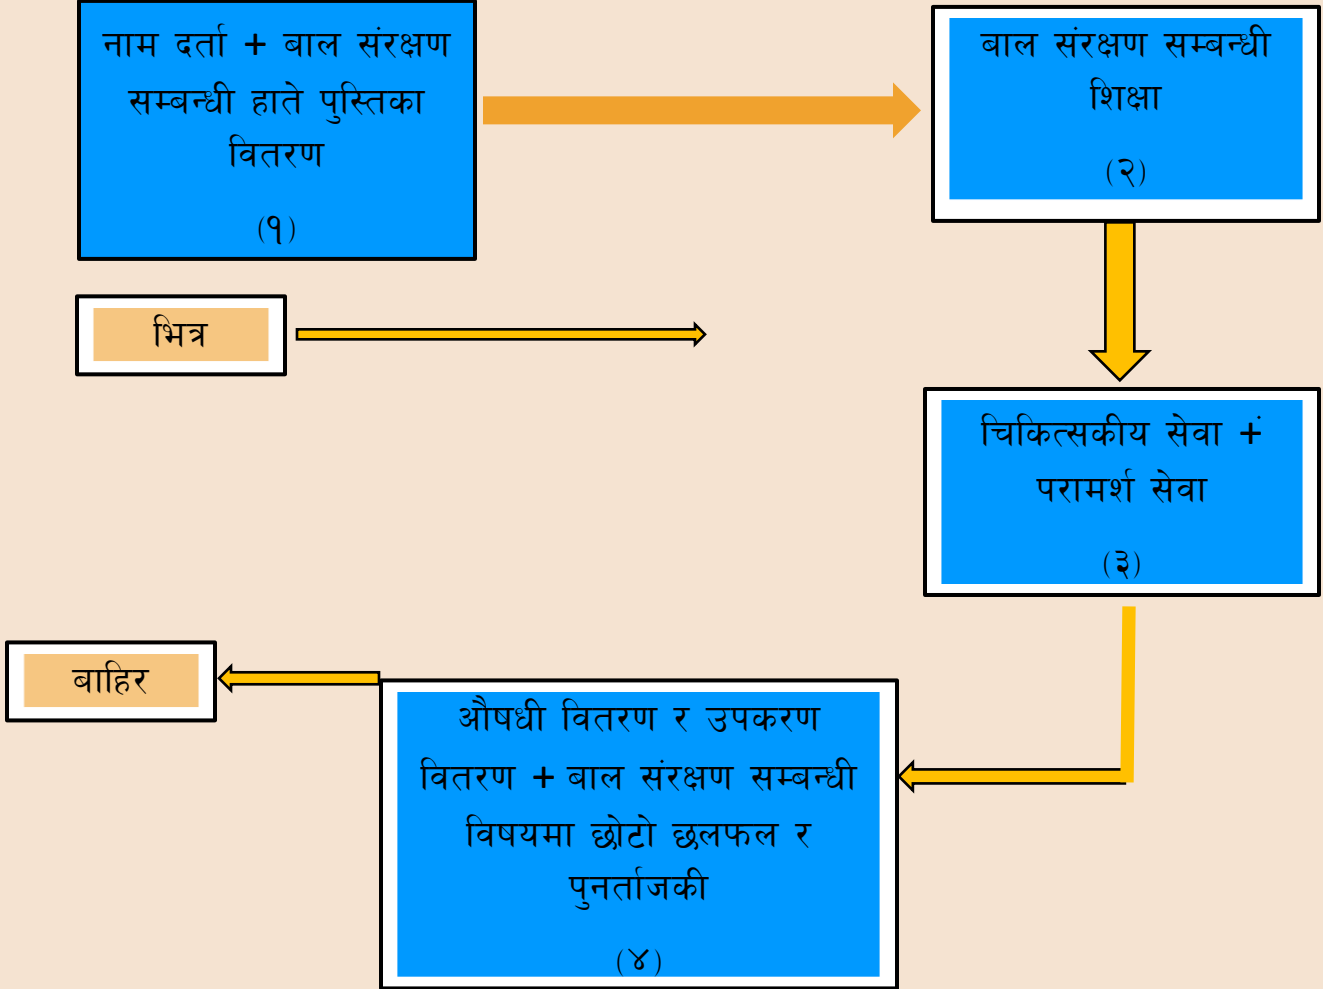 नाम दर्ता + बाल संरक्षण
सम्बन्धी हाते पुस्तिका
वितरण
(१)
बाल संरक्षण सम्बन्धी
शिक्षा
(२)
भित्र
चिकित्सकीय सेवा +ं
परामर्श सेवा
(३)
बाहिर
औषधी वितरण र उपकरण
वितरण + बाल संरक्षण सम्बन्धी
विषयमा छोटो छलफल र
पुनर्ताजकी
(४)